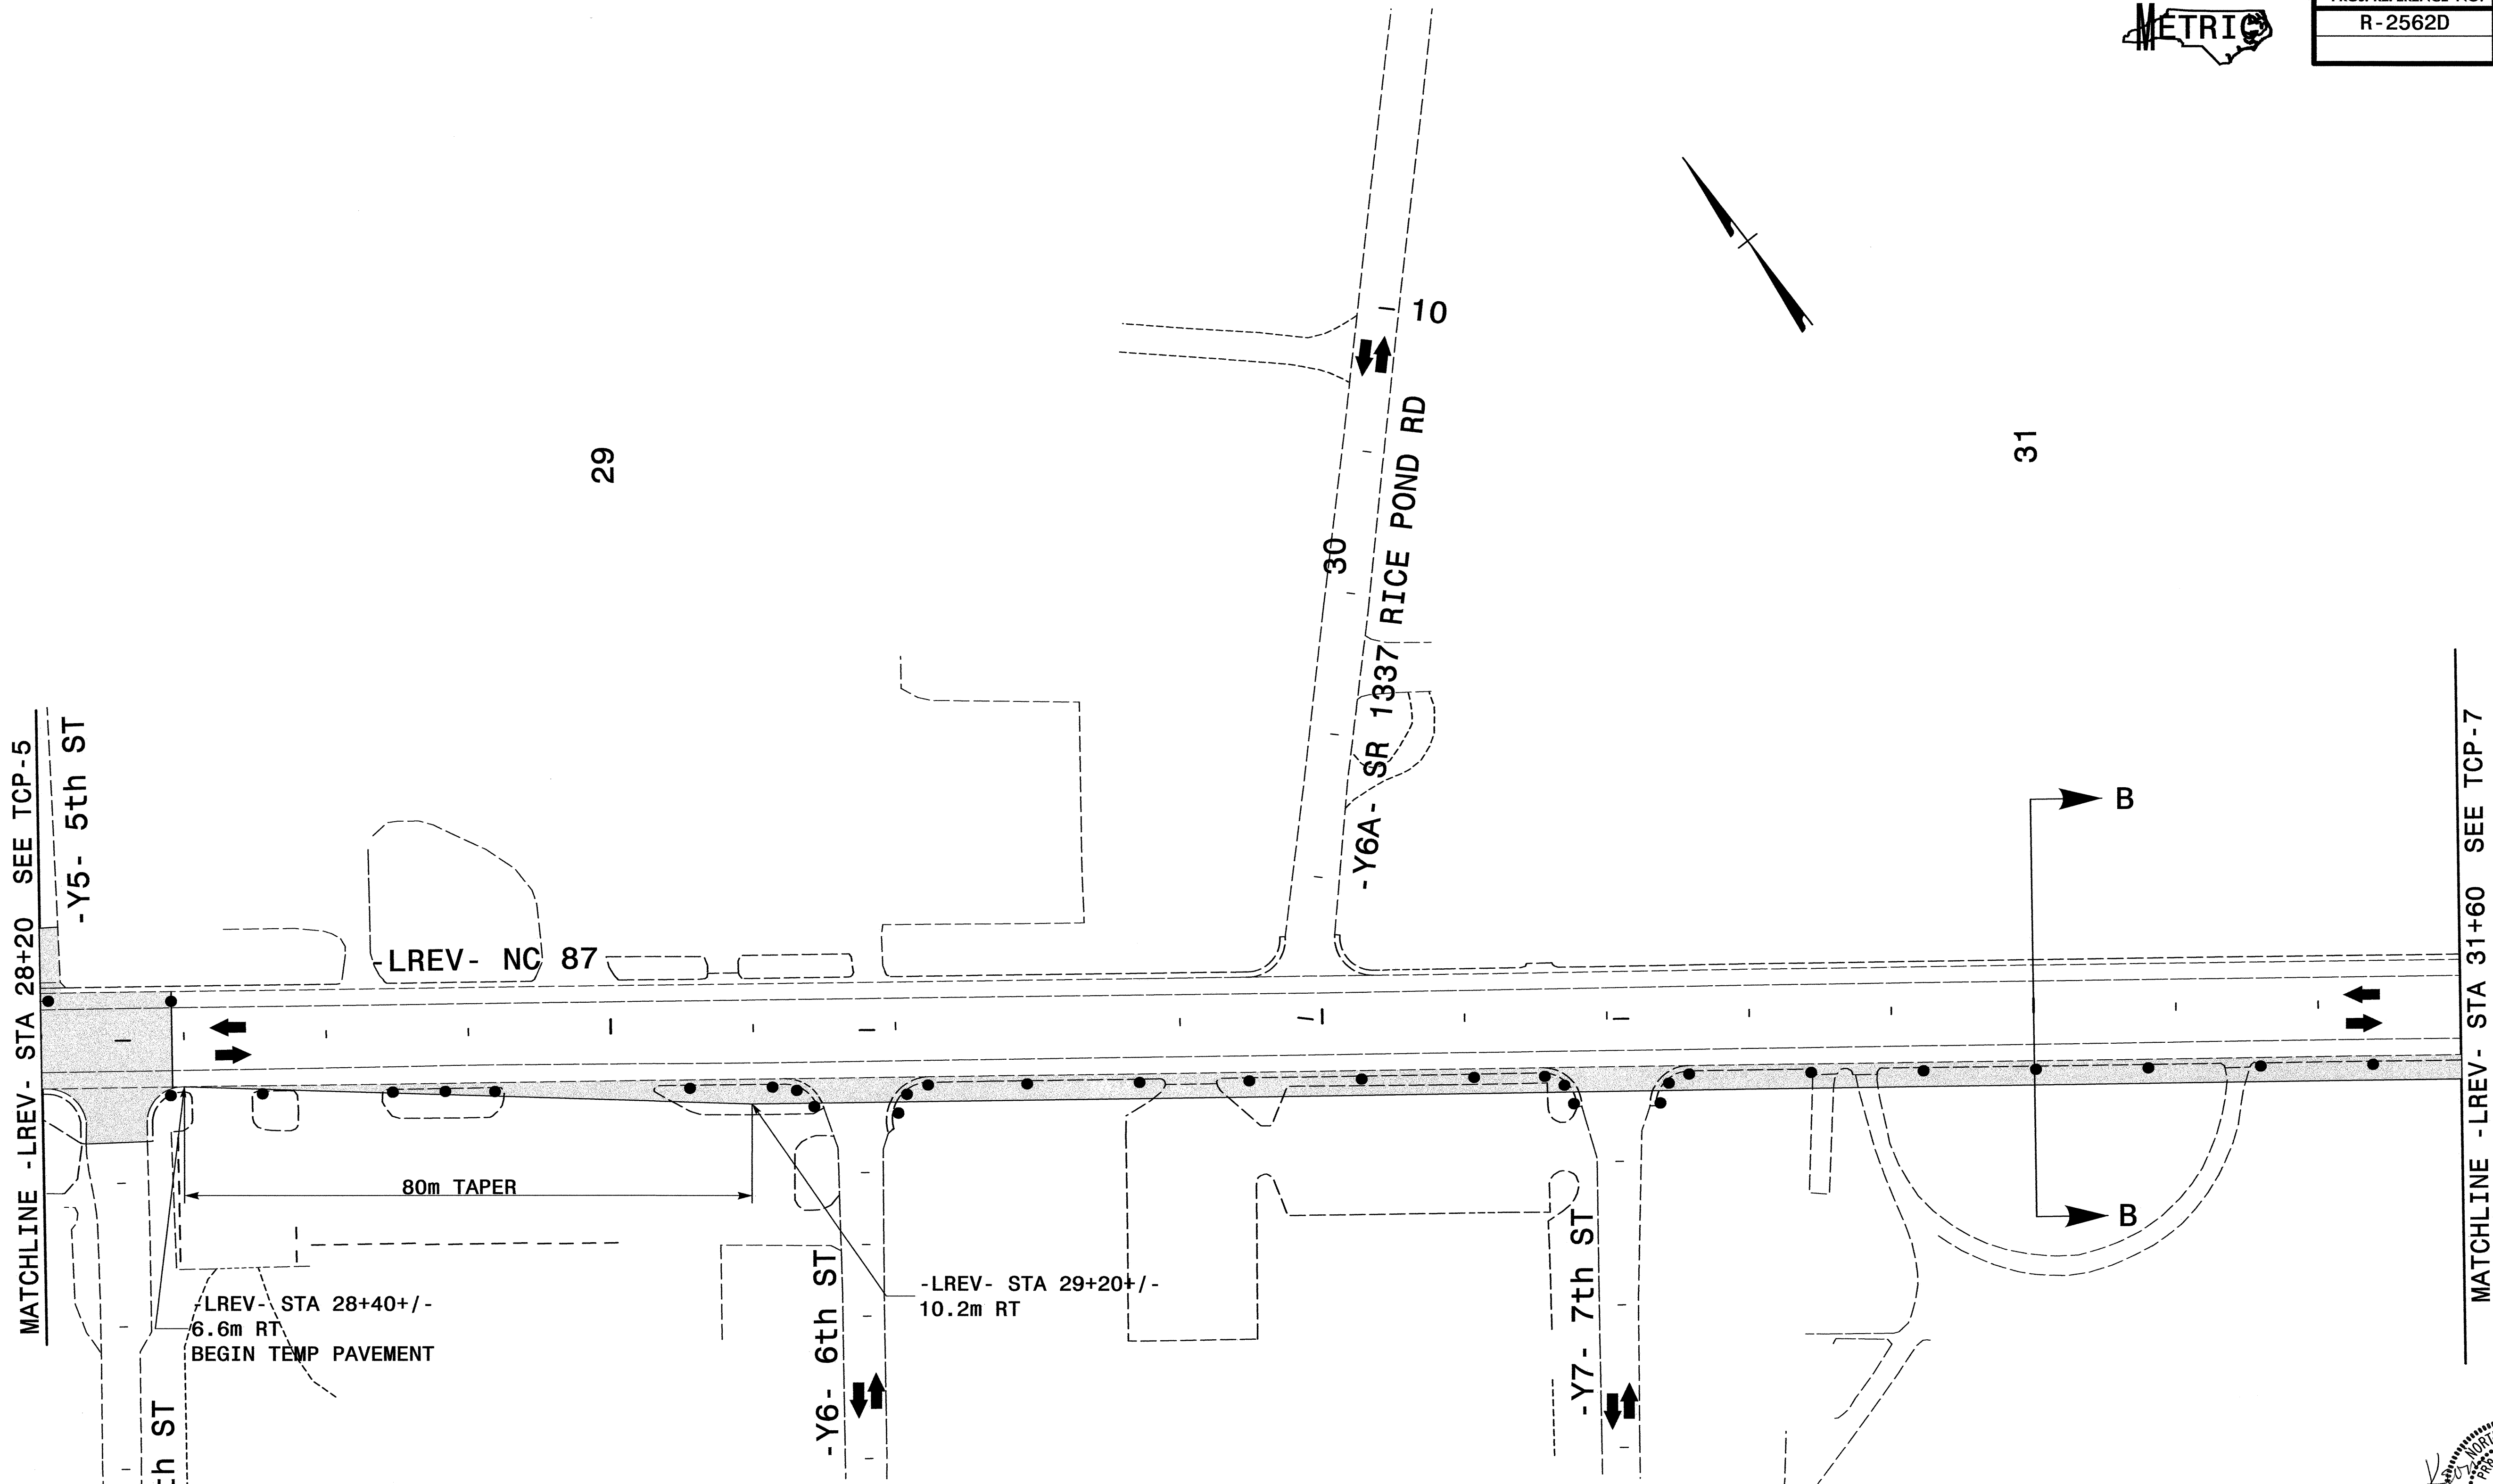 METRIC
R-2562D
10
29
30
31
-Y6A- SR 1337 RICE POND RD
MATCHLINE -LREV- STA 28+20 SEE TCP-5
-Y5- 5th ST
-LREV- NC 87
B
B
MATCHLINE -LREV- STA 31+60 SEE TCP-7
80m TAPER
-LREV- STA 28+40+/-
6.6m RT
BEGIN TEMP PAVEMENT
-LREV- STA 29+20+/-
10.2m RT
-Y6- 6th ST
-Y7- 7th ST
th ST